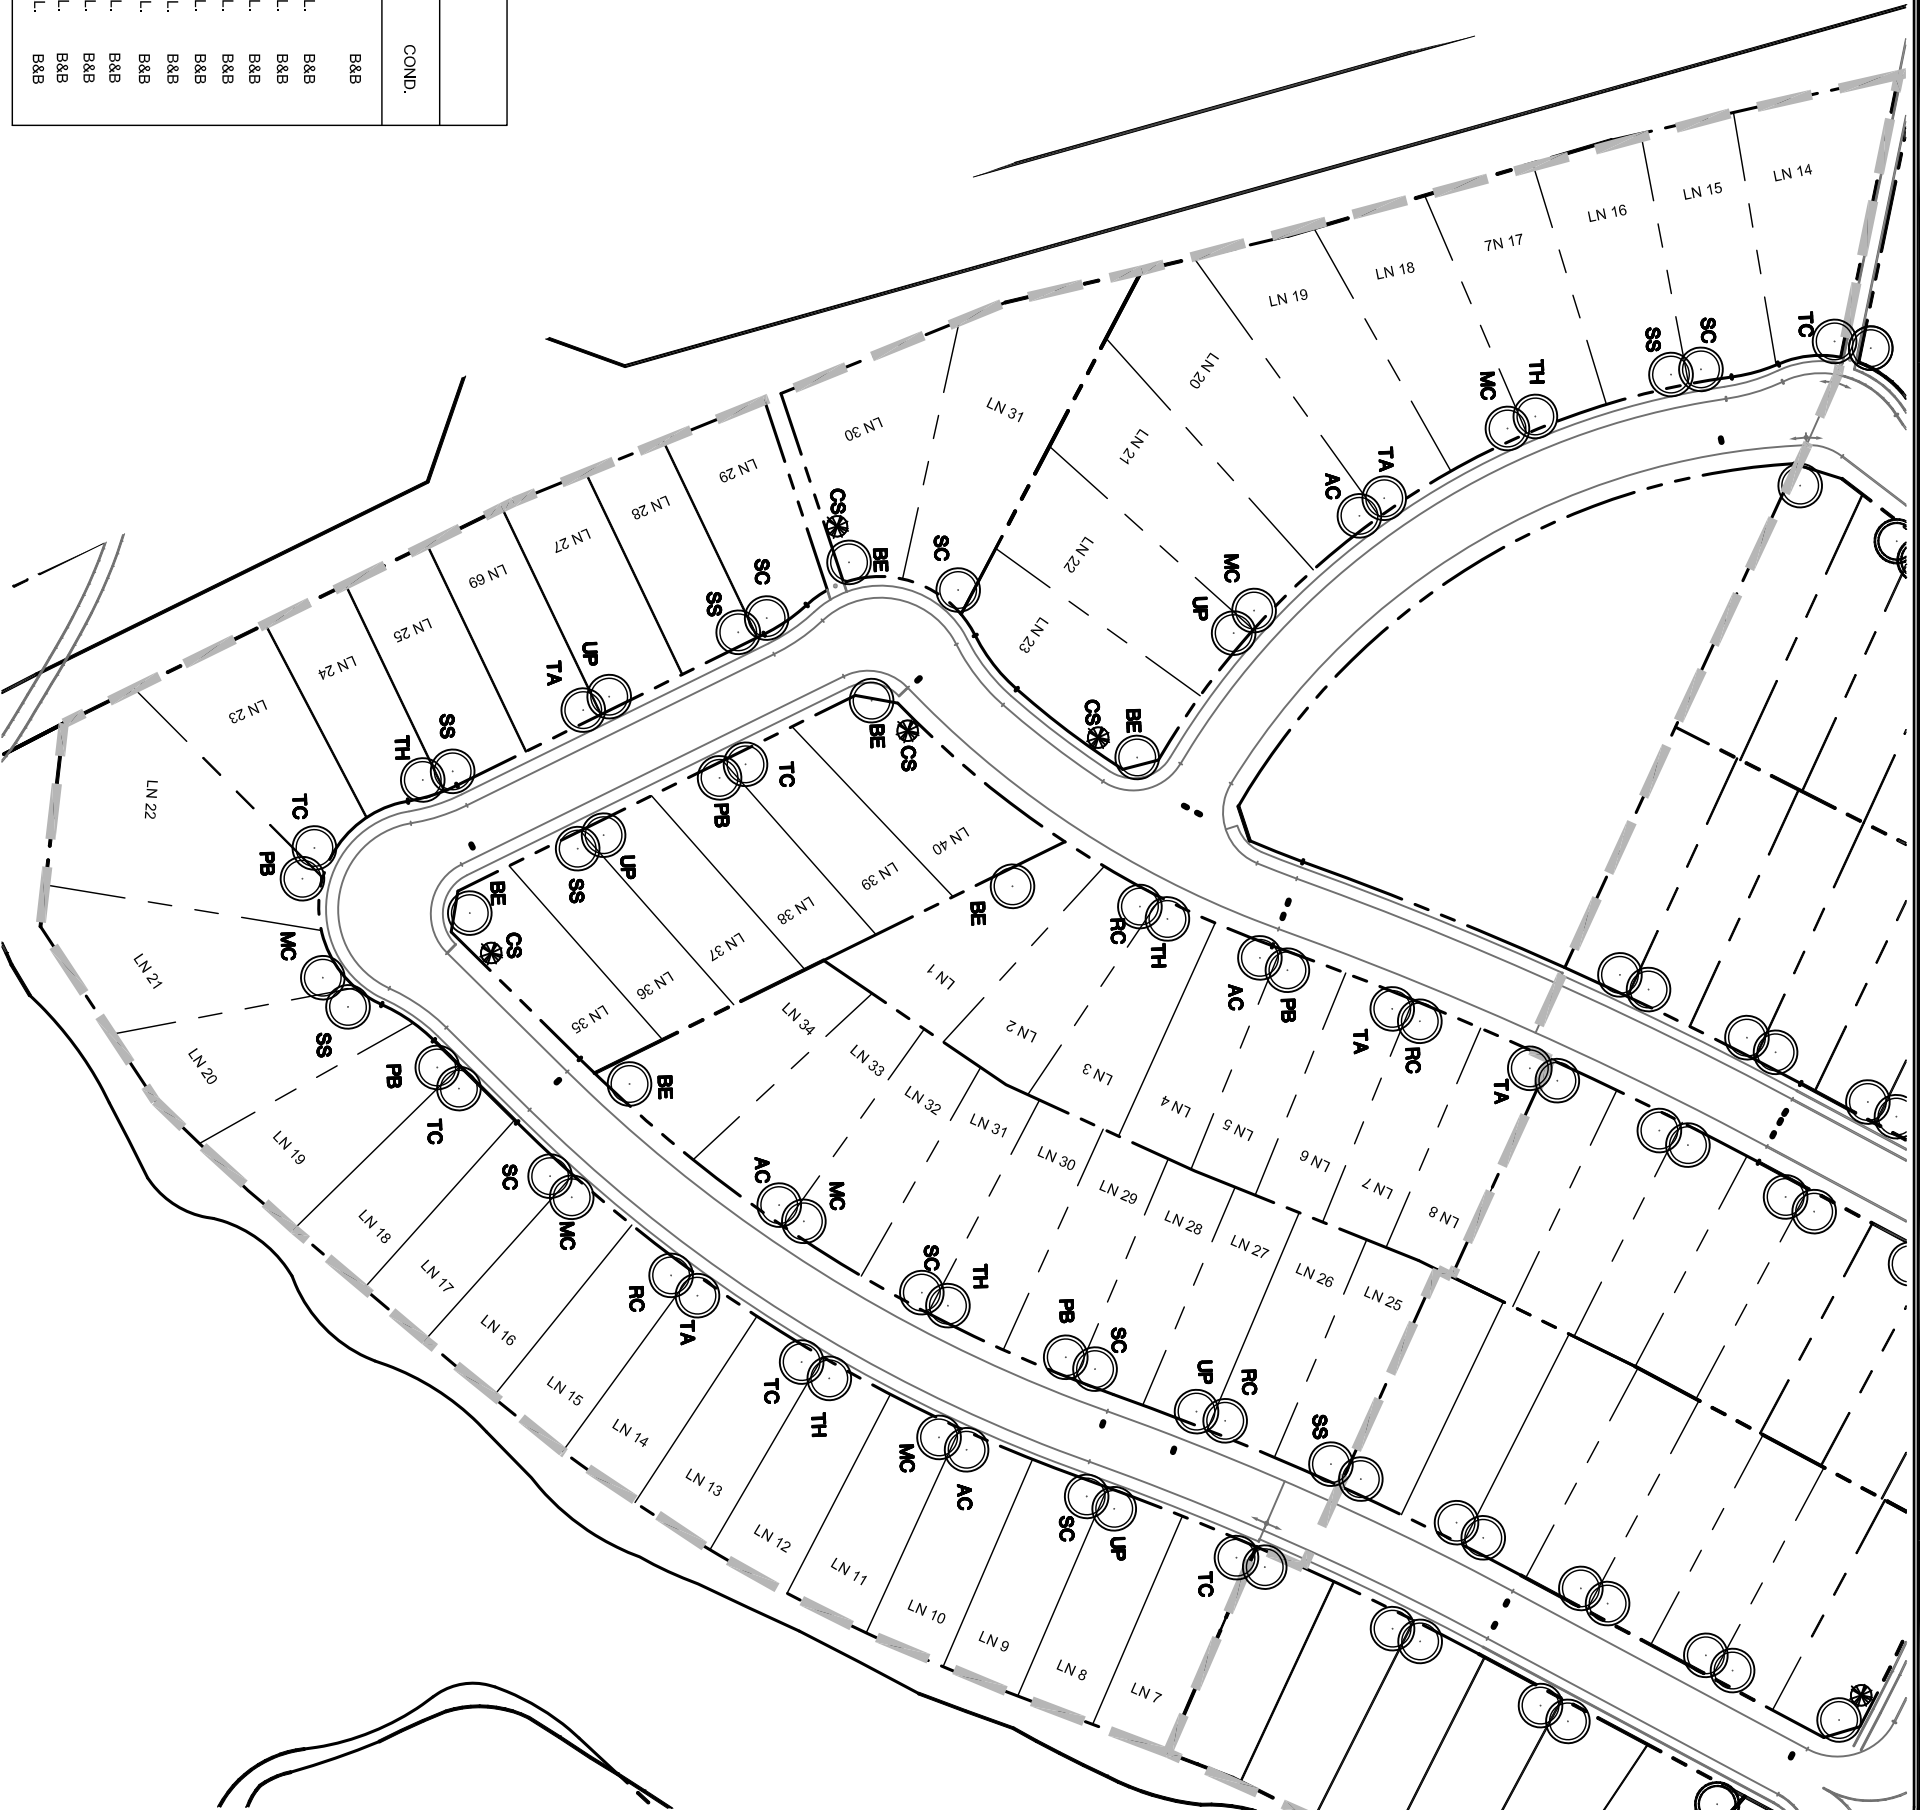 L. L. L. L. L. L. L. L. L. L.
B&B B&B B&B B&B B&B B&B B&B B&B B&B B&B B&B B&B
COND.
LN 14
LN 15
LN 16
7N 17
LN 18
LN 19
LN 20
LN 21
LN 22
LN 23
TC
SC
SS
TH
MC
TA
AC
MC
UP
LN 31
LN 30
CS
BE
SC
CS
BE
LN 29
LN 28
LN 27
LN 69
LN 25
LN 24
LN 23
LN 22
LN 21
LN 20
LN 19
LN 18
LN 17
LN 16
LN 15
LN 14
LN 13
LN 12
LN 11
LN 10
LN 9
LN 8
LN 7
SC
SS
UP
TA
SS
TH
TC
PB
MC
SS
PB
TC
SC
MC
RC
TA
TC
TH
MC
AC
SC
UP
TC
BE
CS
TC
PB
UP
SS
BE
CS
BE
BE
LN 40
LN 39
LN 38
LN 37
LN 36
LN 35
LN 34
LN 33
LN 32
LN 31
LN 30
LN 29
LN 28
LN 27
LN 26
LN 25
LN 1
LN 2
LN 3
LN 4
LN 5
LN 6
LN 7
LN 8
RC
TH
AC
PB
TA
RC
TA
AC
MC
SC
TH
PB
SC
UP
RC
SS